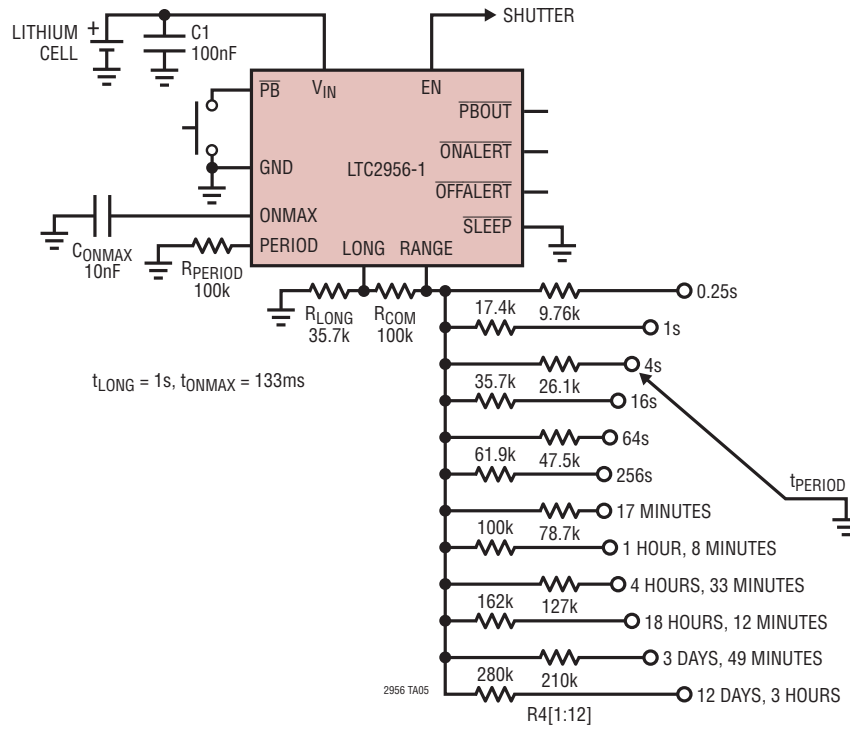 SHUTTER
LITHIUM
CELL
+
C1
100nF
PB
VIN
EN
PBOUT
ONALERT
GND
LTC2956-1
OFFALERT
ONMAX
SLEEP
PERIOD
LONG
RANGE
CONMAX
10nF
RPERIOD
100k
RLONG
35.7k
RCOM
100k
17.4k
9.76k
0.25s
1s
tLONG = 1s, tONMAX = 133ms
4s
35.7k
26.1k
16s
64s
61.9k
47.5k
256s
tPERIOD
17 MINUTES
100k
78.7k
1 HOUR, 8 MINUTES
4 HOURS, 33 MINUTES
162k
127k
18 HOURS, 12 MINUTES
3 DAYS, 49 MINUTES
280k
210k
12 DAYS, 3 HOURS
2956 TA05
R4[1:12]